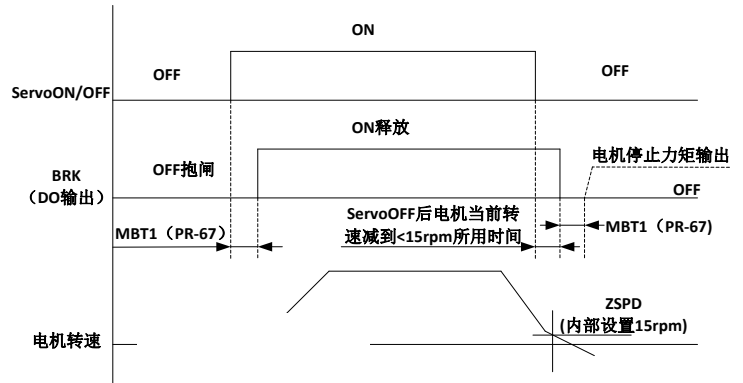 ON
OFF
OFF
ServoON/OFF
ON释放
电机停止力矩输出
BRK
（DO输出）
OFF抱闸
OFF
MBT1（PR-67）
ServoOFF后电机当前转
速减到<15rpm所用时间
MBT1（PR-67)
ZSPD
(内部设置15rpm)
电机转速